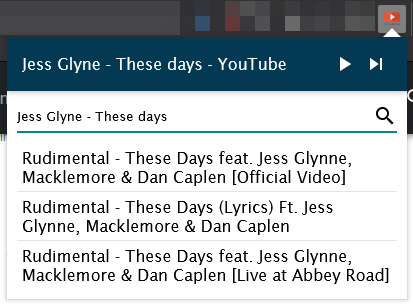 Jess Glyne - These days - YouTube
Jess Glyne - These days
Rudimental - These Days feat. Jess Glynne,
Macklemore & Dan Caplen [Official Video]
Rudimental - These Days (Lyrics) Ft. Jess
Glynne, Macklemore & Dan Caplen
Rudimental - These Days feat. Jess Glynne,
Macklemore & Dan Caplen [Live at Abbey Road]